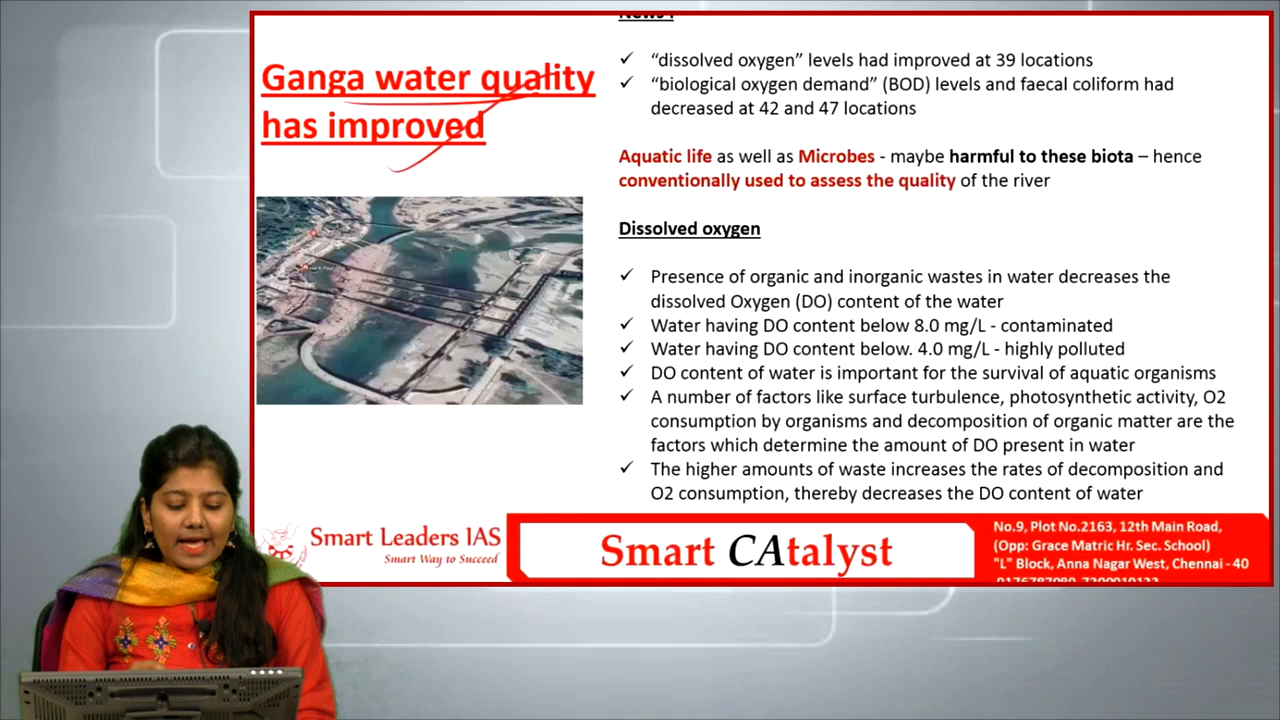 Ganga water quality
has improved
News :
✓ “dissolved oxygen” levels had improved at 39 locations
✓ “biological oxygen demand” (BOD) levels and faecal coliform had
decreased at 42 and 47 locations
Aquatic life as well as Microbes - maybe harmful to these biota – hence
conventionally used to assess the quality of the river
Dissolved oxygen
✓ Presence of organic and inorganic wastes in water decreases the
dissolved Oxygen (DO) content of the water
✓ Water having DO content below 8.0 mg/L - contaminated
✓ Water having DO content below. 4.0 mg/L - highly polluted
✓ DO content of water is important for the survival of aquatic organisms
✓ A number of factors like surface turbulence, photosynthetic activity, O2
consumption by organisms and decomposition of organic matter are the
factors which determine the amount of DO present in water
✓ The higher amounts of waste increases the rates of decomposition and
O2 consumption, thereby decreases the DO content of water
Smart Leaders IAS
Smart Way to Succeed
Smart CAtalyst
No.9, Plot No.2163, 12th Main Road,
(Opp: Grace Matric Hr. Sec. School)
"L" Block, Anna Nagar West, Chennai - 40